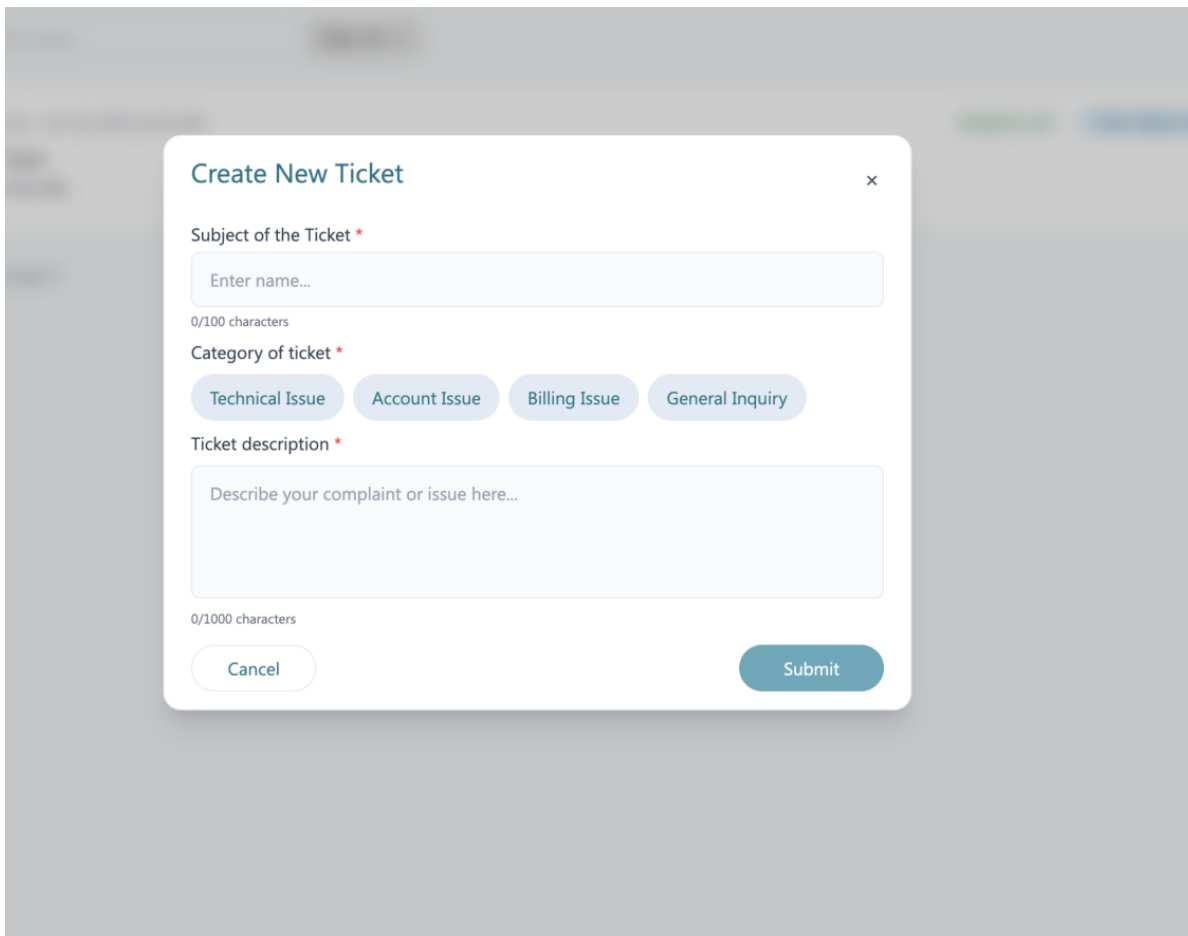 Create New Ticket
×
Subject of the Ticket *
Enter name...
0/100 characters
Category of ticket *
Technical Issue Account Issue Billing Issue General Inquiry
Ticket description *
Describe your complaint or issue here...
0/1000 characters
Cancel Submit